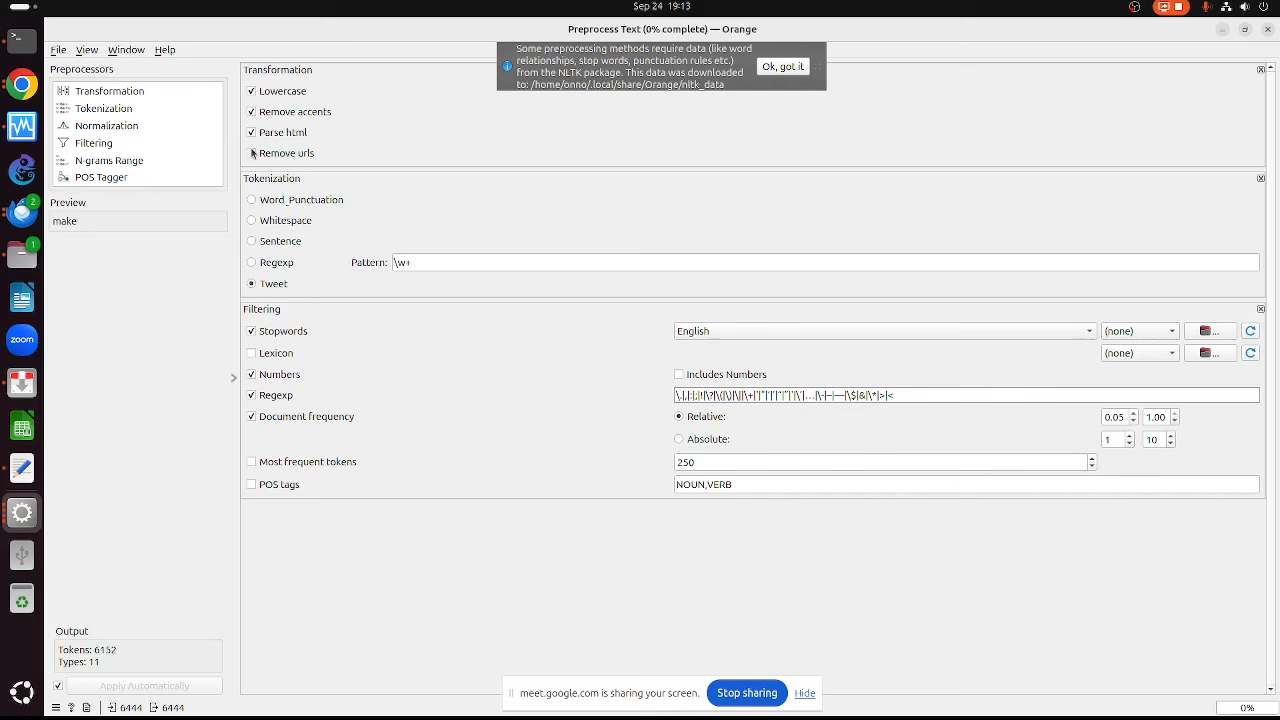 Sep 24 19:13
Preprocess Text (0% complete) — Orange
File View Window Help
Some preprocessing methods require data (like word
relationships, stop words, punctuation rules etc.)
from the NLTK package. This data was downloaded
to: /home/onno/.local/share/Orange/nltk_data
Ok, got it
Preprocessors
Transformation
Tokenization
Normalization
Filtering
N-grams Range
POS Tagger
Preview
make
Transformation
Lowercase
Remove accents
Parse html
Remove urls
Tokenization
Word_Punctuation
Whitespace
Sentence
Regexp Pattern: \w+
Tweet
Filtering
Stopwords English (none) ...
Lexicon (none) ...
Numbers Includes Numbers
Regexp
Document frequency Relative: 0.05 1.00
Absolute: 1 10
Most frequent tokens 250
POS tags NOUN,VERB
Output
Tokens: 6152
Types: 11
Apply Automatically
6444 6444
meet.google.com is sharing your screen. Stop sharing Hide
0%
2
1
zoom